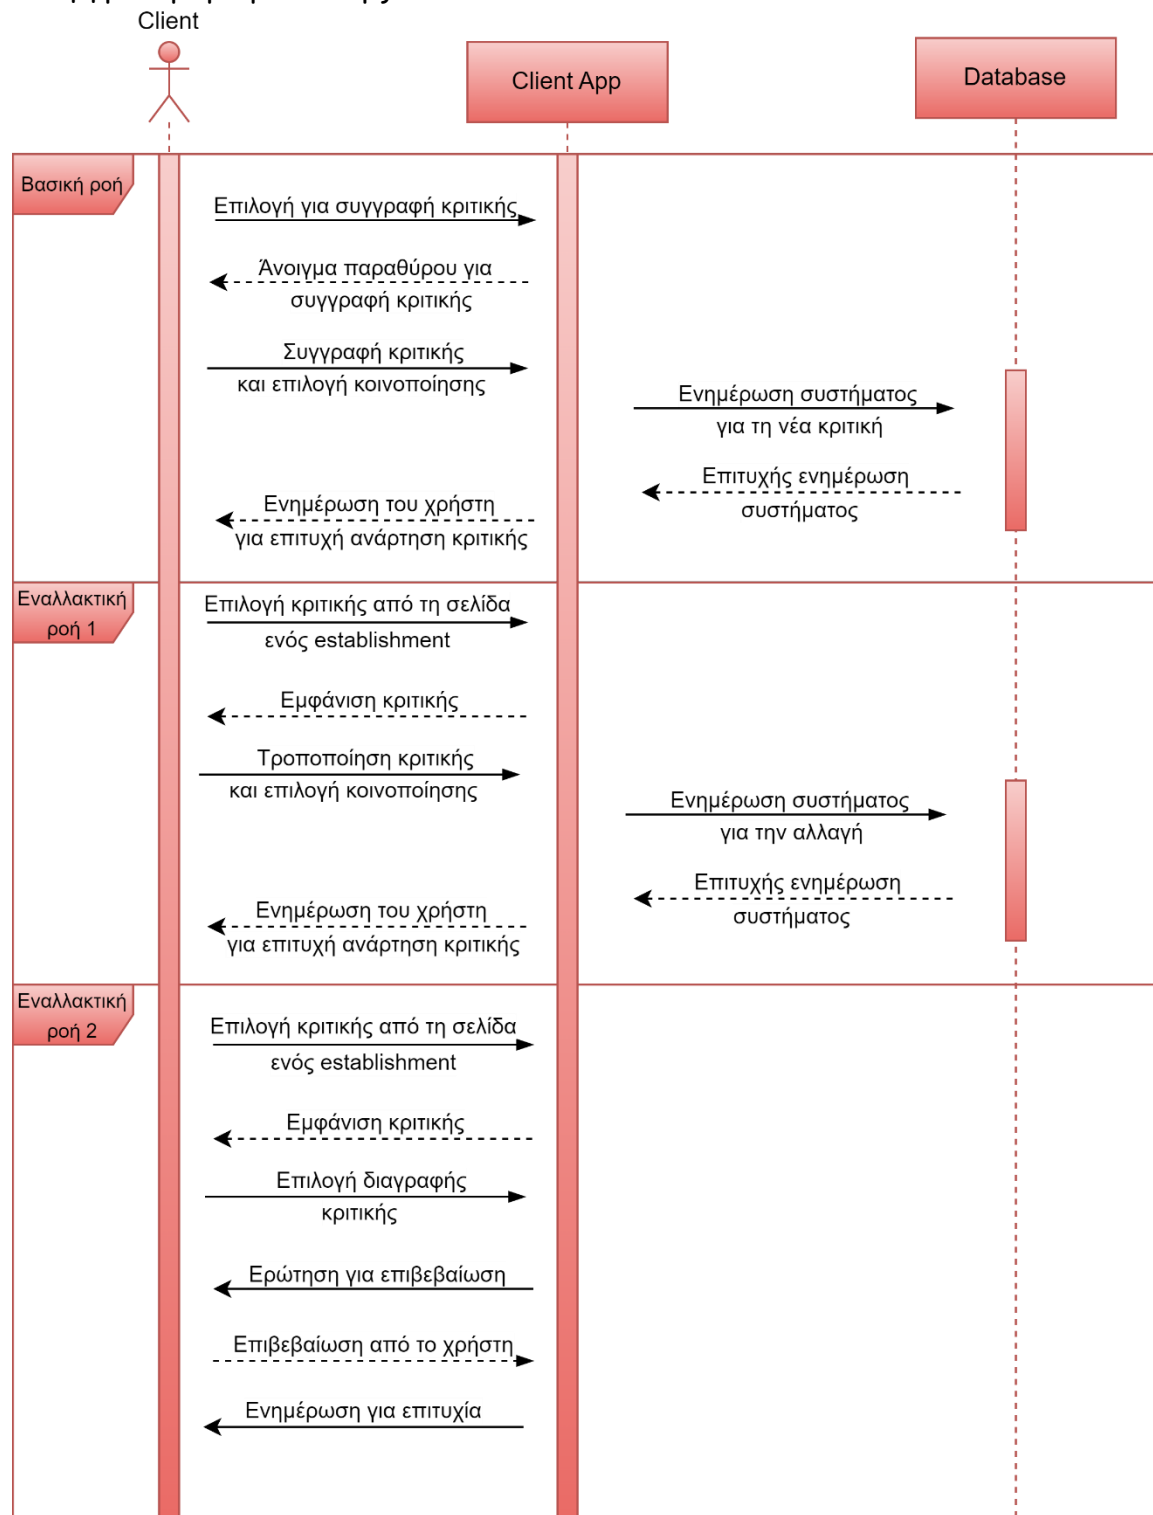 Client
Client App
Database
Βασική ροή
Επιλογή για συγγραφή κριτικής
Άνοιγμα παραθύρου για
συγγραφή κριτικής
Συγγραφή κριτικής
και επιλογή κοινοποίησης
Ενημέρωση συστήματος
για τη νέα κριτική
Επιτυχής ενημέρωση
συστήματος
Ενημέρωση του χρήστη
για επιτυχή ανάρτηση κριτικής
Εναλλακτική
ροή 1
Επιλογή κριτικής από τη σελίδα
ενός establishment
Εμφάνιση κριτικής
Τροποποίηση κριτικής
και επιλογή κοινοποίησης
Ενημέρωση συστήματος
για την αλλαγή
Επιτυχής ενημέρωση
συστήματος
Ενημέρωση του χρήστη
για επιτυχή ανάρτηση κριτικής
Εναλλακτική
ροή 2
Επιλογή κριτικής από τη σελίδα
ενός establishment
Εμφάνιση κριτικής
Επιλογή διαγραφής
κριτικής
Ερώτηση για επιβεβαίωση
Επιβεβαίωση από το χρήστη
Ενημέρωση για επιτυχία